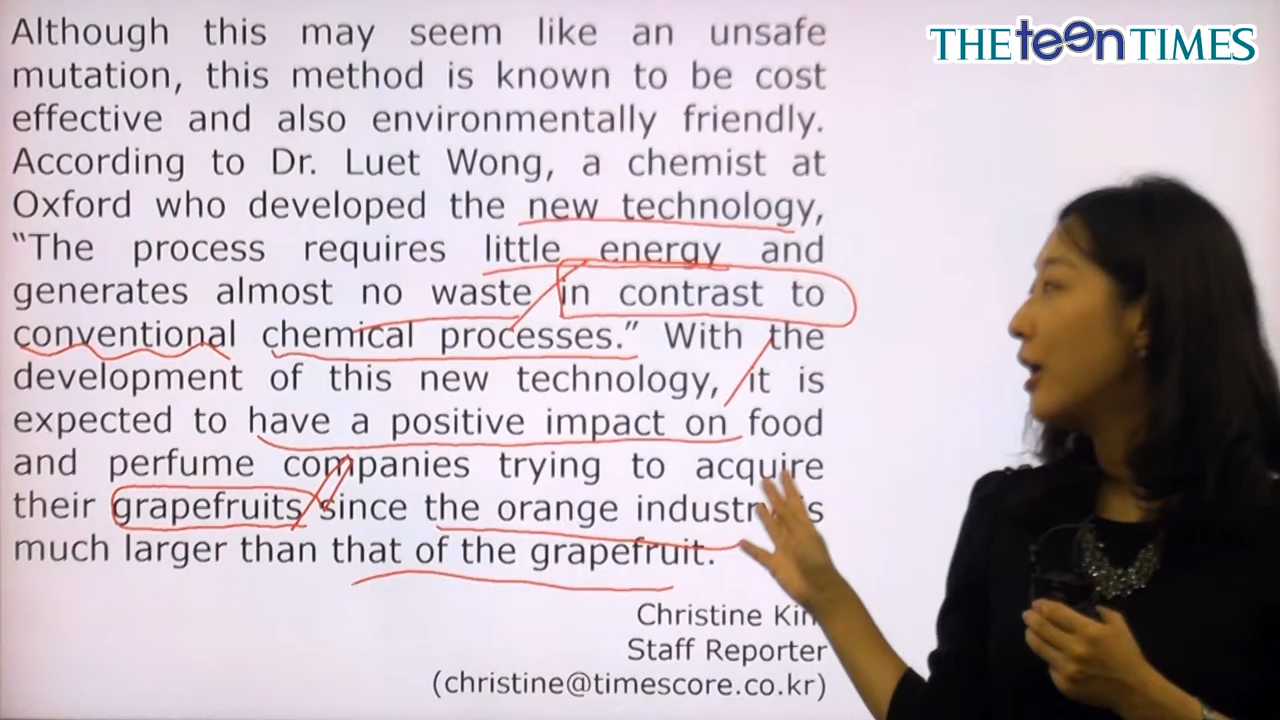 THE teen TIMES
Although this may seem like an unsafe
mutation, this method is known to be cost
effective and also environmentally friendly.
According to Dr. Luet Wong, a chemist at
Oxford who developed the new technology,
“The process requires little energy and
generates almost no waste in contrast to
conventional chemical processes.” With the
development of this new technology, it is
expected to have a positive impact on food
and perfume companies trying to acquire
their grapefruits since the orange industry is
much larger than that of the grapefruit.
Christine Kim
Staff Reporter
(christine@timescore.co.kr)